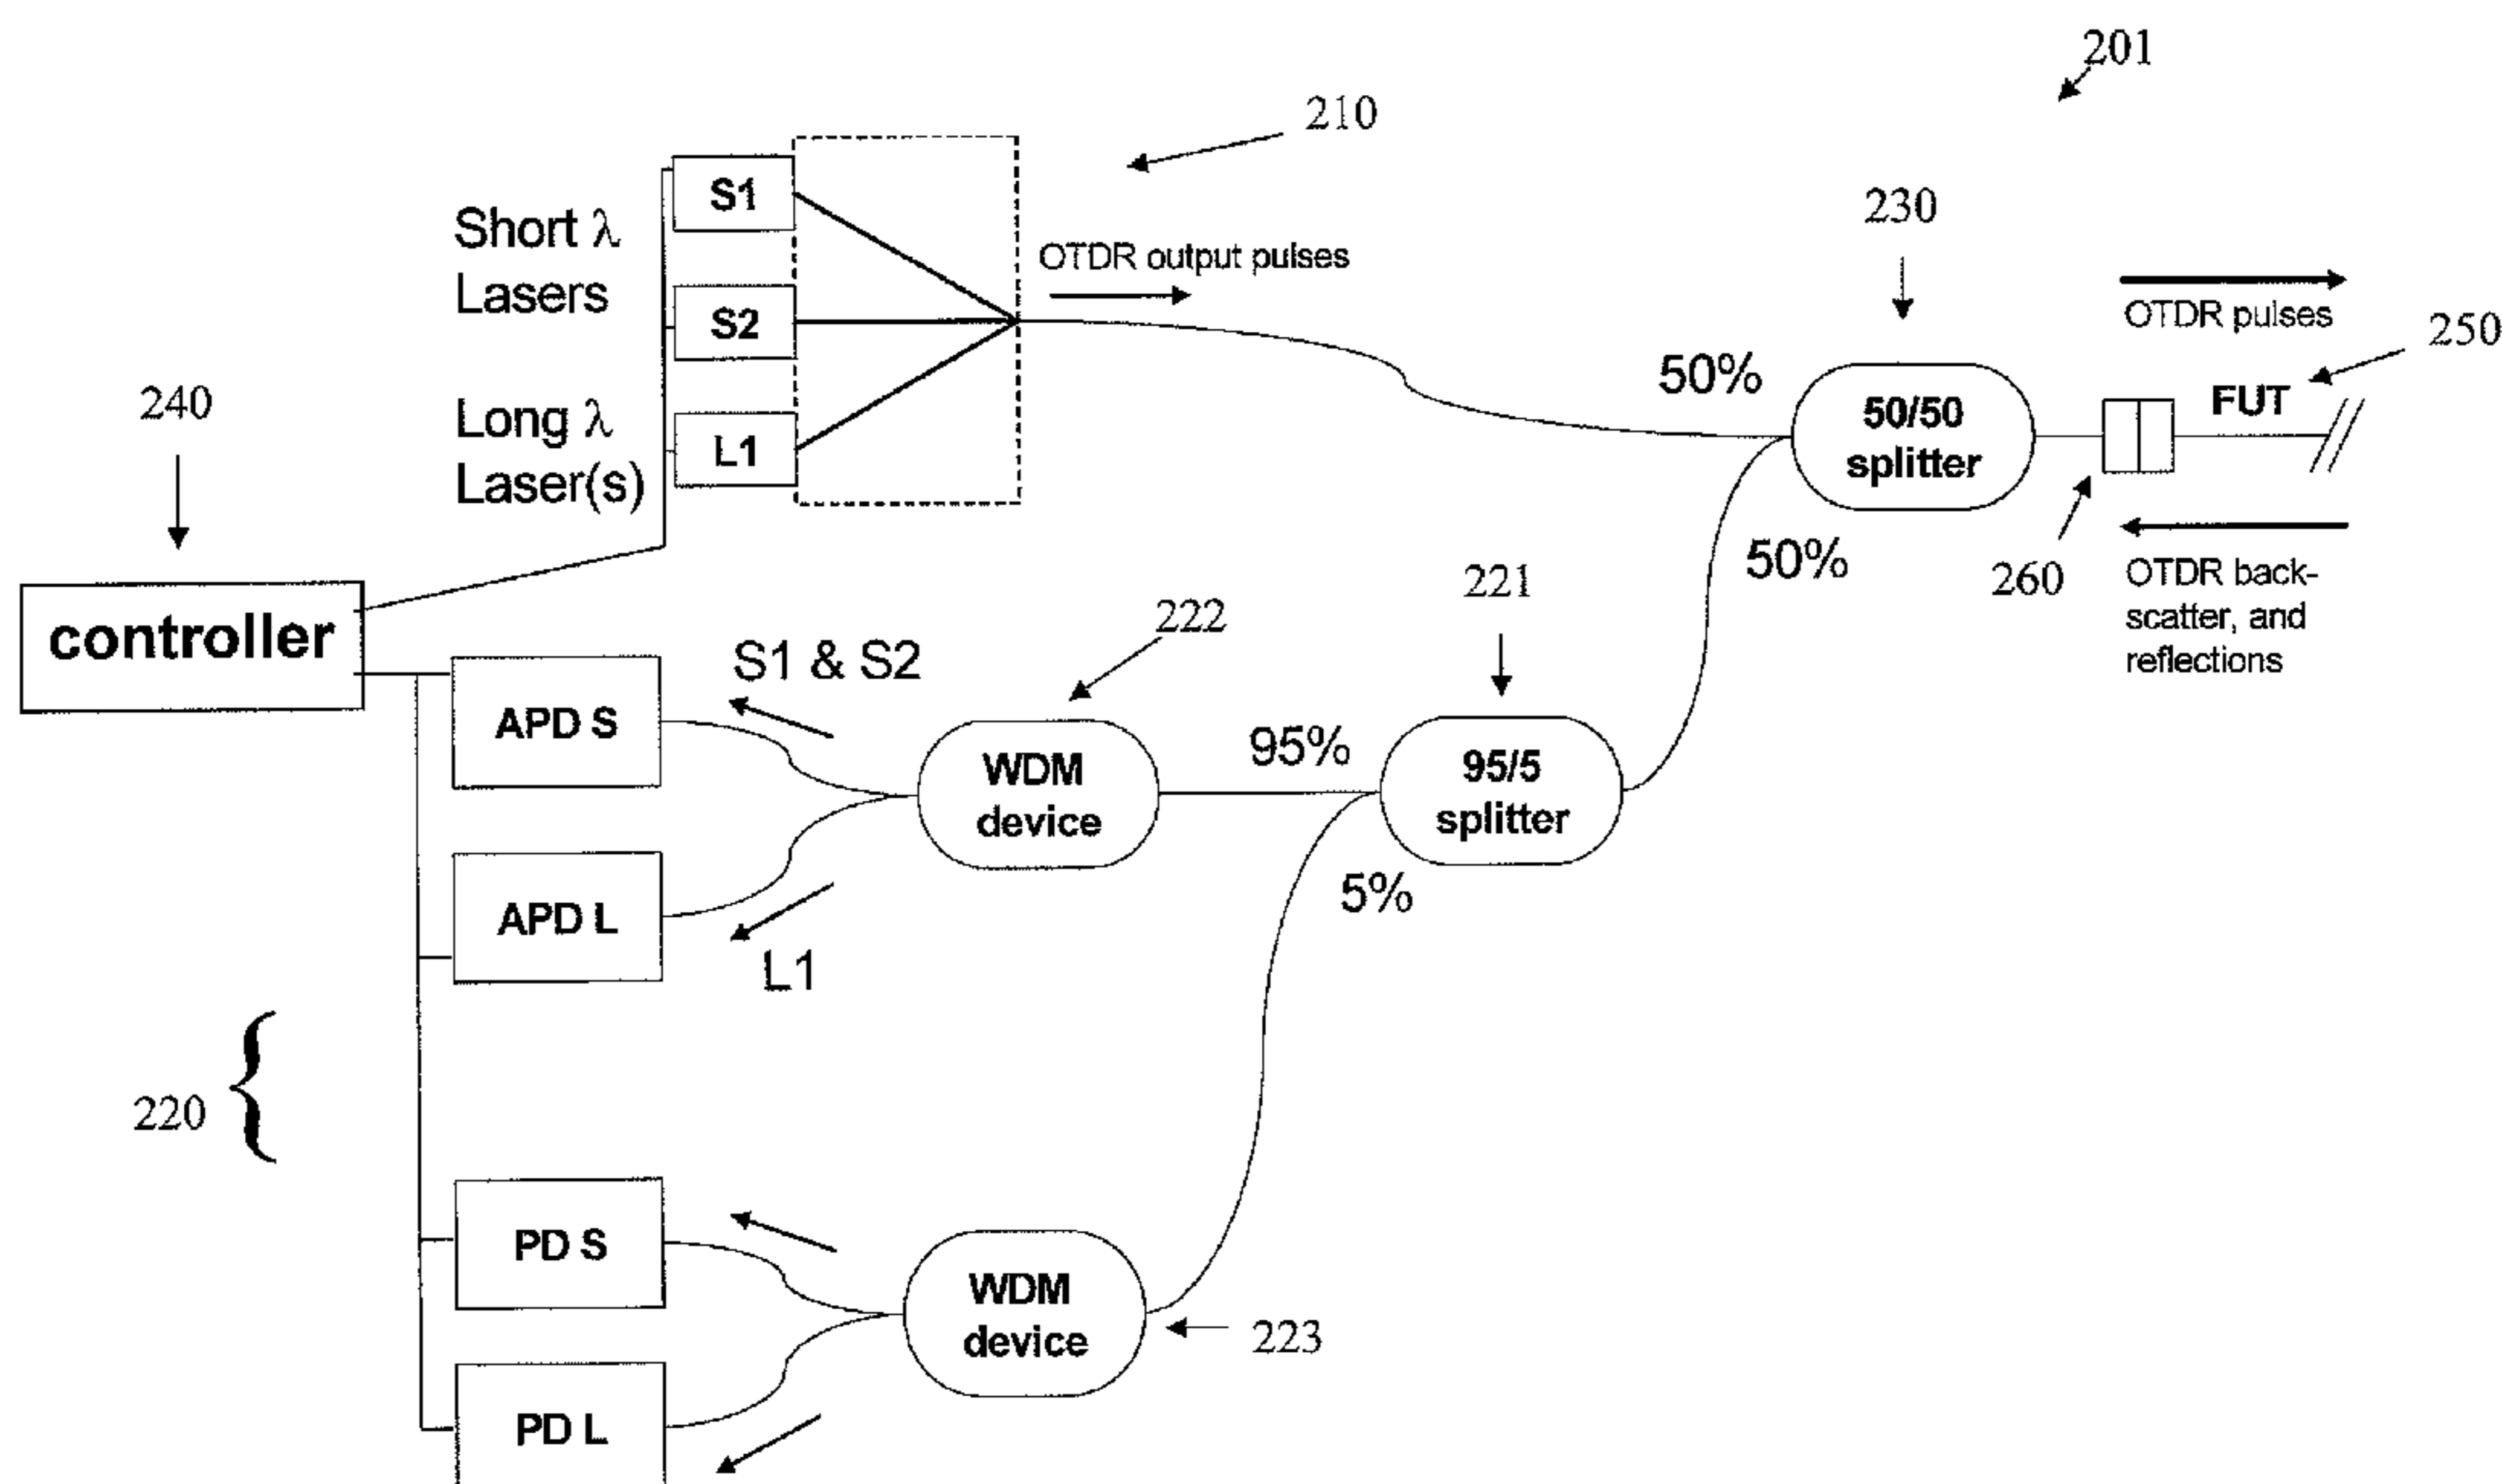 201
210
S1
Short λ
Lasers
230
OTDR output pulses
S2
OTDR pulses
250
50%
240
Long λ
Laser(s)
L1
50/50
splitter
FUT
50%
260
221
OTDR back-
scatter, and
reflections
controller
222
S1 & S2
APD S
95%
WDM
device
95/5
splitter
5%
APD L
L1
220
PD S
WDM
device
223
PD L